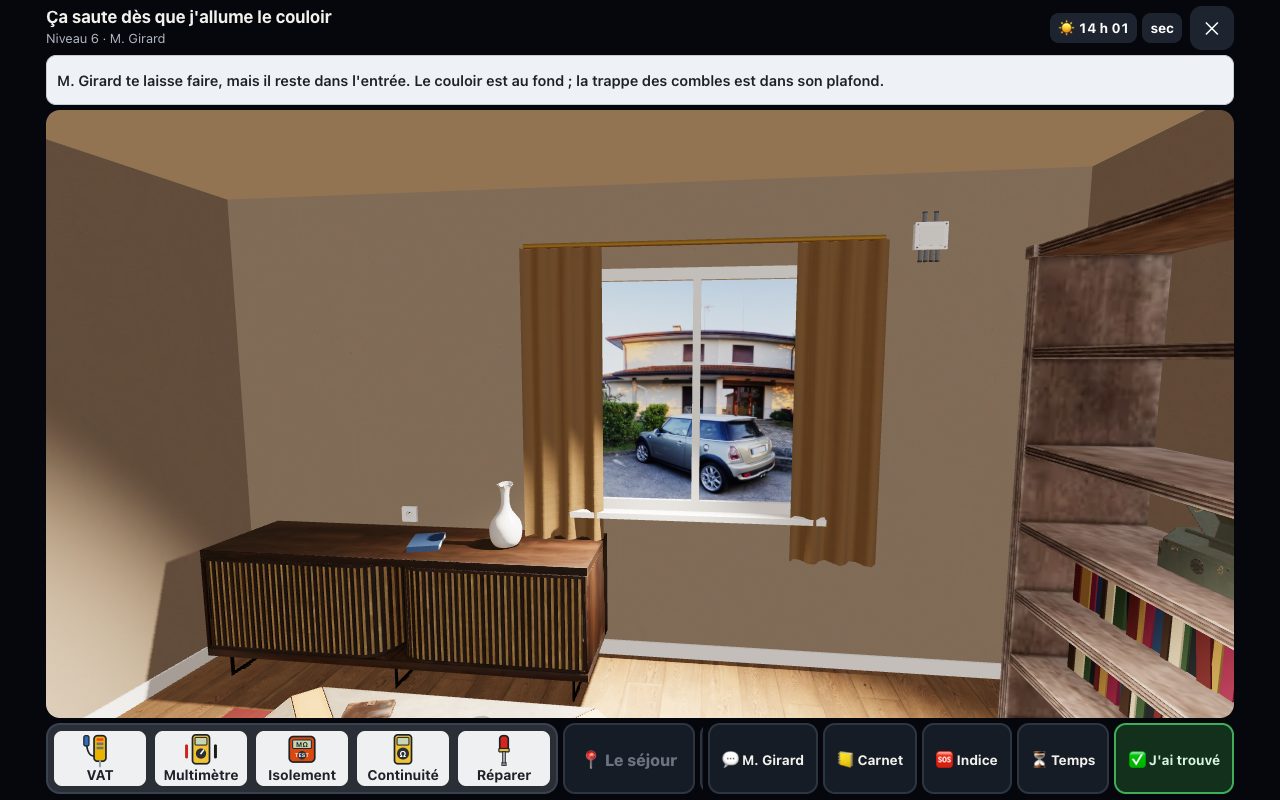 Ça saute dès que j'allume le couloir
Niveau 6 · M. Girard
☀️ 14 h 01
sec
M. Girard te laisse faire, mais il reste dans l'entrée. Le couloir est au fond ; la trappe des combles est dans son plafond.
MΩ
TEST
Ω
VAT
Multimètre
Isolement
Continuité
Réparer
📍 Le séjour
💬 M. Girard
📒 Carnet
🆘 Indice
⏳ Temps
✅ J'ai trouvé